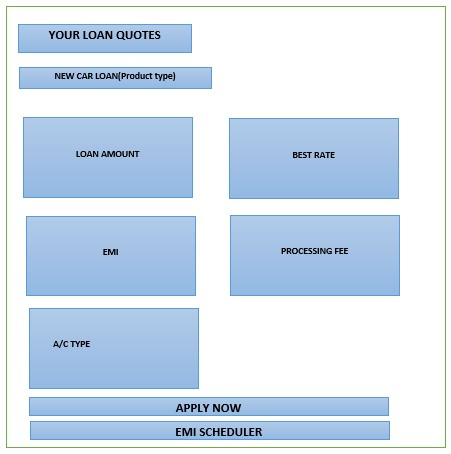 YOUR LOAN QUOTES
NEW CAR LOAN(Product type)
LOAN AMOUNT
BEST RATE
EMI
PROCESSING FEE
A/C TYPE
APPLY NOW
EMI SCHEDULER